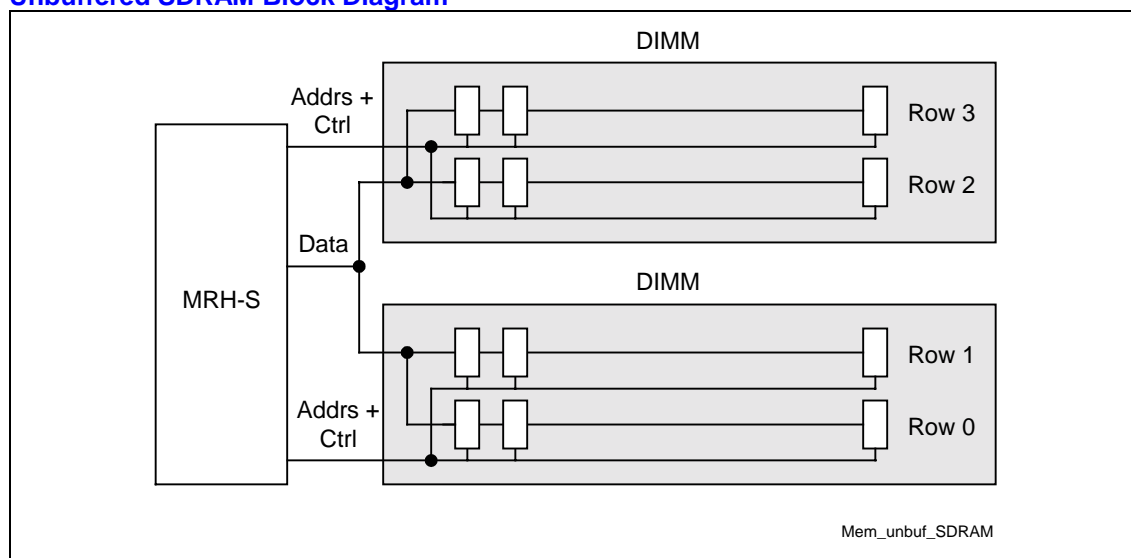 Unbuffered SDRAM Block Diagram
DIMM
Addrs +
Ctrl
Row 3
Row 2
Data
MRH-S
DIMM
Row 1
Addrs +
Ctrl
Row 0
Mem_unbuf_SDRAM